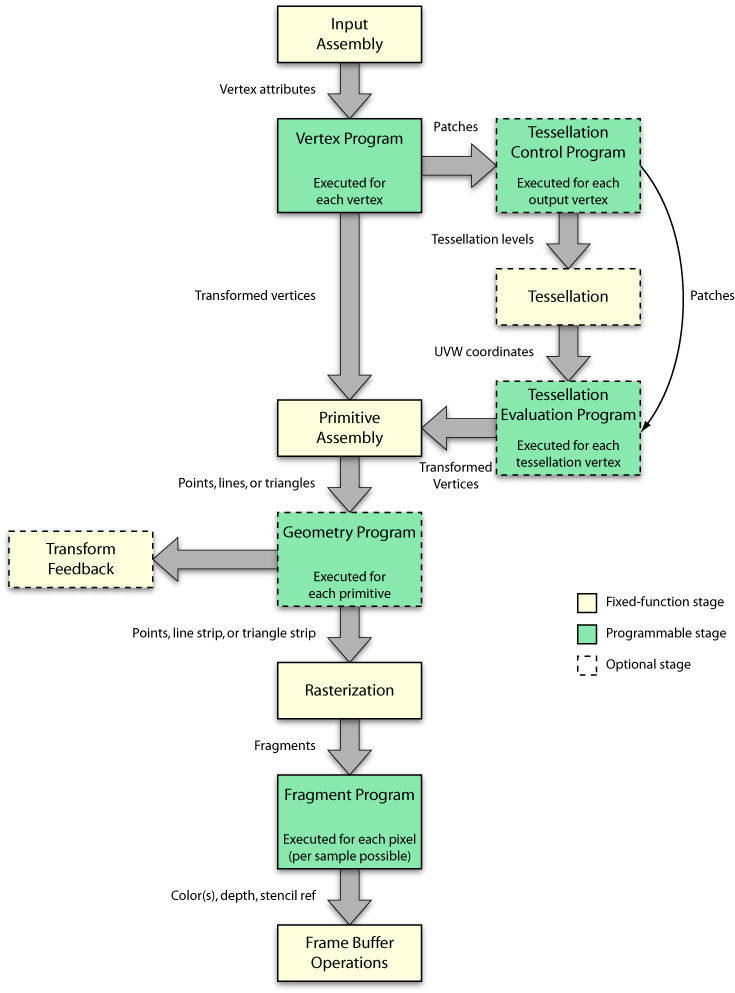 Input
Assembly
Vertex attributes
Vertex Program
Executed for
each vertex
Patches
Tessellation
Control Program
Executed for each
output vertex
Tessellation levels
Transformed vertices
Tessellation
Patches
UVW coordinates
Tessellation
Evaluation Program
Executed for each
tessellation vertex
Primitive
Assembly
Transformed
Vertices
Points, lines, or triangles
Geometry Program
Executed for
each primitive
Transform
Feedback
Points, line strip, or triangle strip
Fixed-function stage
Programmable stage
Optional stage
Rasterization
Fragments
Fragment Program
Executed for each pixel
(per sample possible)
Color(s), depth, stencil ref
Frame Buffer
Operations